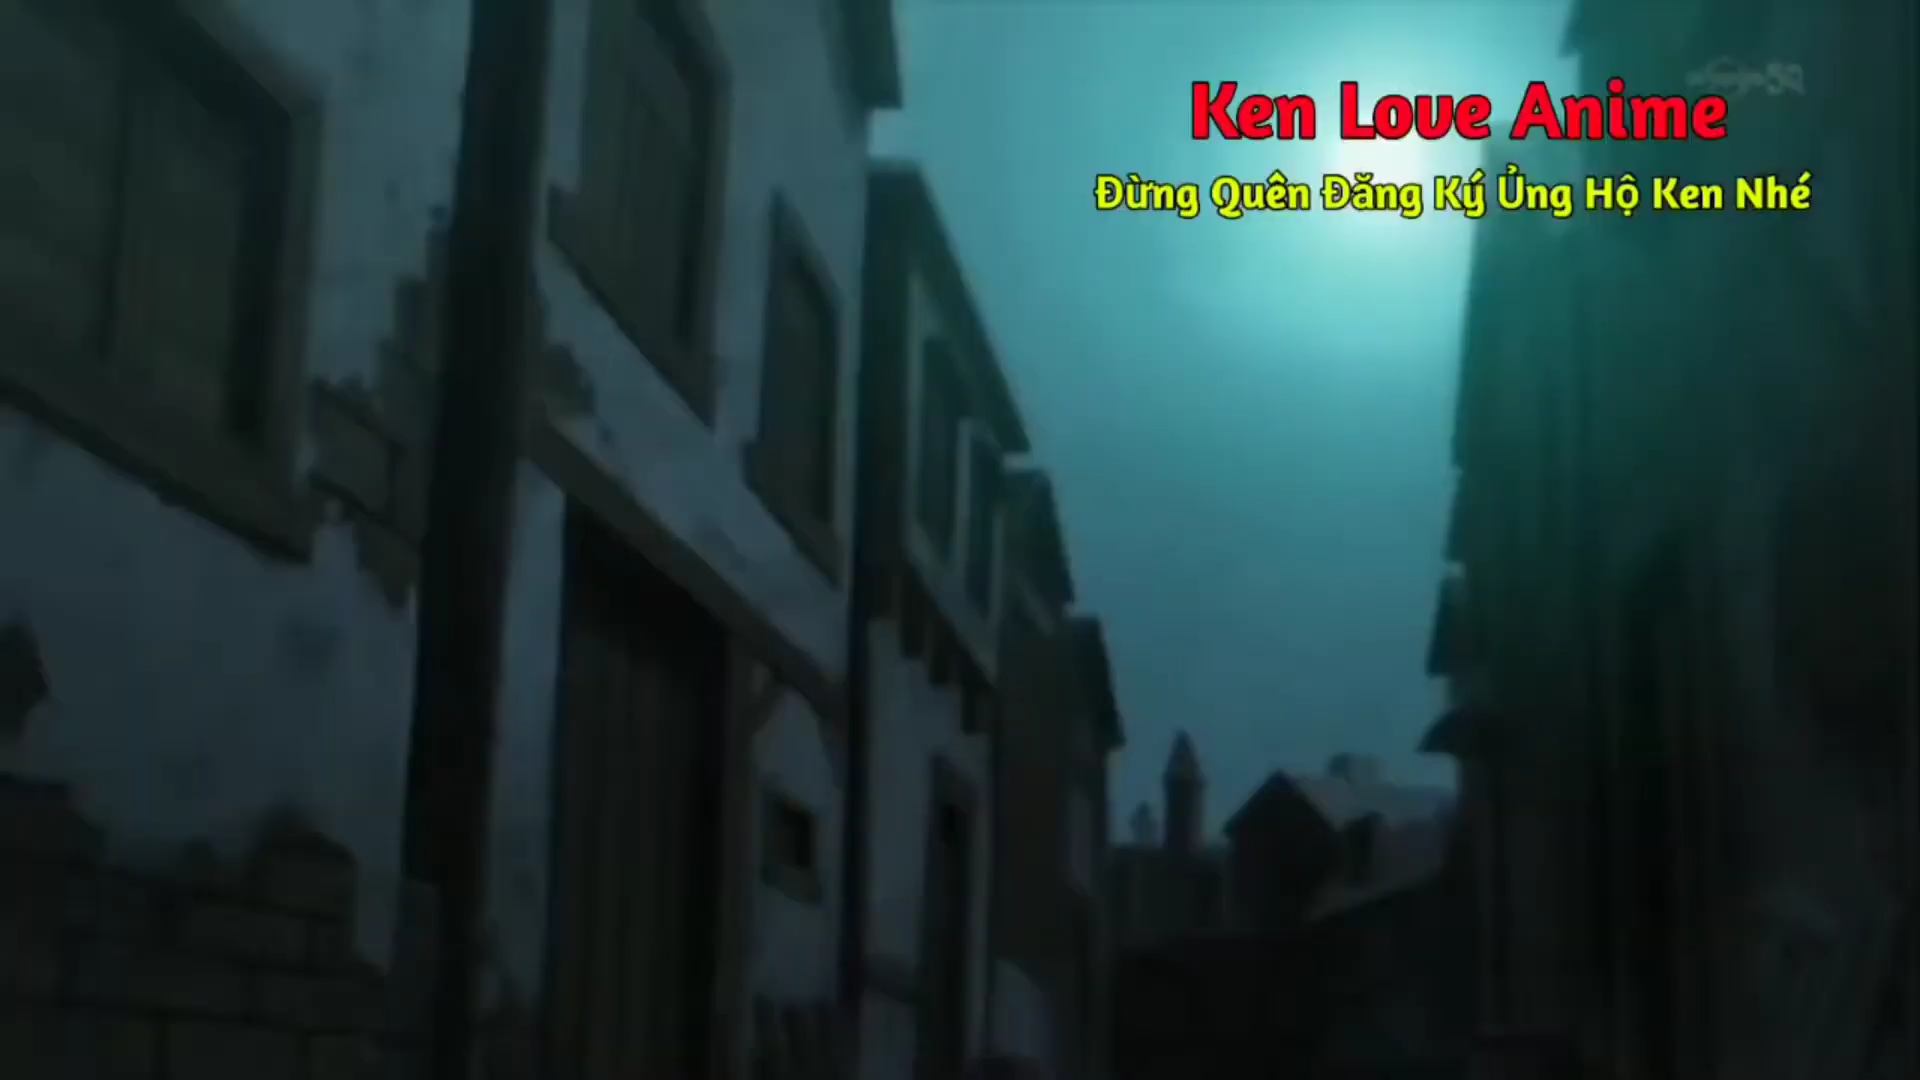 Ken Love Anime
Đừng Quên Đăng Ký Ủng Hộ Ken Nhé